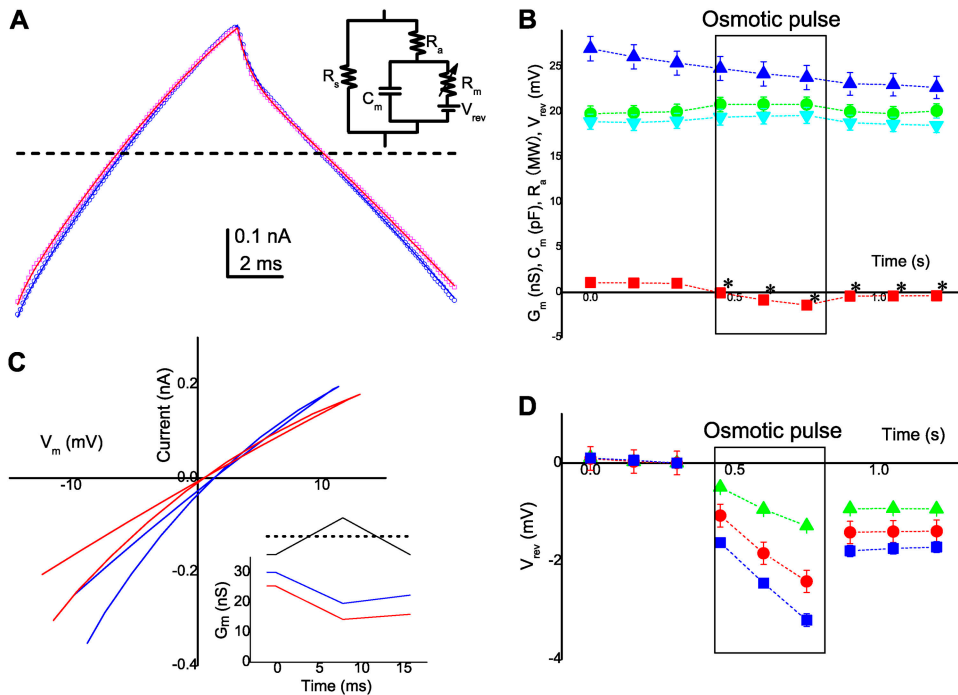 A
R_s
R_a
C_m
R_m
V_rev
0.1 nA
2 ms
B
Osmotic pulse
G_m (nS), C_m (pF), R_a (MW), V_rev (mV)
25
20
15
10
5
0
-5
0.0
0.5
1.0
Time (s)
*
*
*
*
*
*
C
Current (nA)
V_m (mV)
0.2
0.0
-0.2
-0.4
-10
10
G_m (nS)
30
20
10
0
0
5
10
15
Time (ms)
D
Osmotic pulse
Time (s)
V_rev (mV)
0
-2
-4
0.0
0.5
1.0